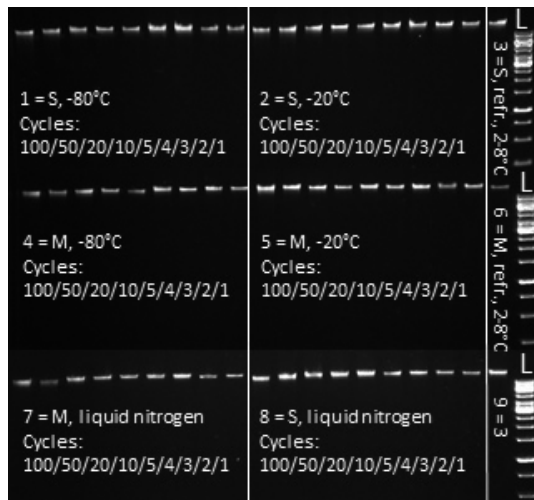 L
1 = S, -80°C
Cycles:
100/50/20/10/5/4/3/2/1
2 = S, -20°C
Cycles:
100/50/20/10/5/4/3/2/1
3 = S, refr., 2-8°C
L
4 = M, -80°C
Cycles:
100/50/20/10/5/4/3/2/1
5 = M, -20°C
Cycles:
100/50/20/10/5/4/3/2/1
6 = M, refr., 2-8°C
L
7 = M, liquid nitrogen
Cycles:
100/50/20/10/5/4/3/2/1
8 = S, liquid nitrogen
Cycles:
100/50/20/10/5/4/3/2/1
9 = 3